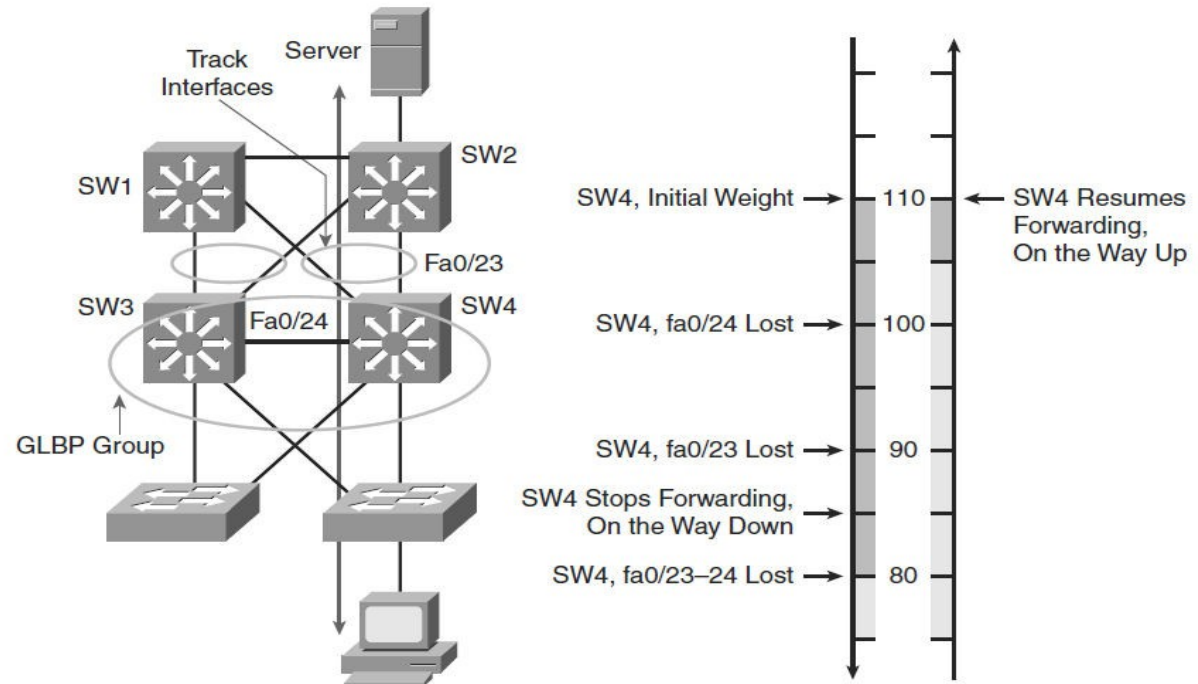 Server
Track
Interfaces
SW1
SW2
Fa0/23
SW3
Fa0/24
SW4
GLBP Group
SW4, Initial Weight
110
SW4 Resumes
Forwarding,
On the Way Up
SW4, fa0/24 Lost
100
SW4, fa0/23 Lost
90
SW4 Stops Forwarding,
On the Way Down
SW4, fa0/23–24 Lost
80